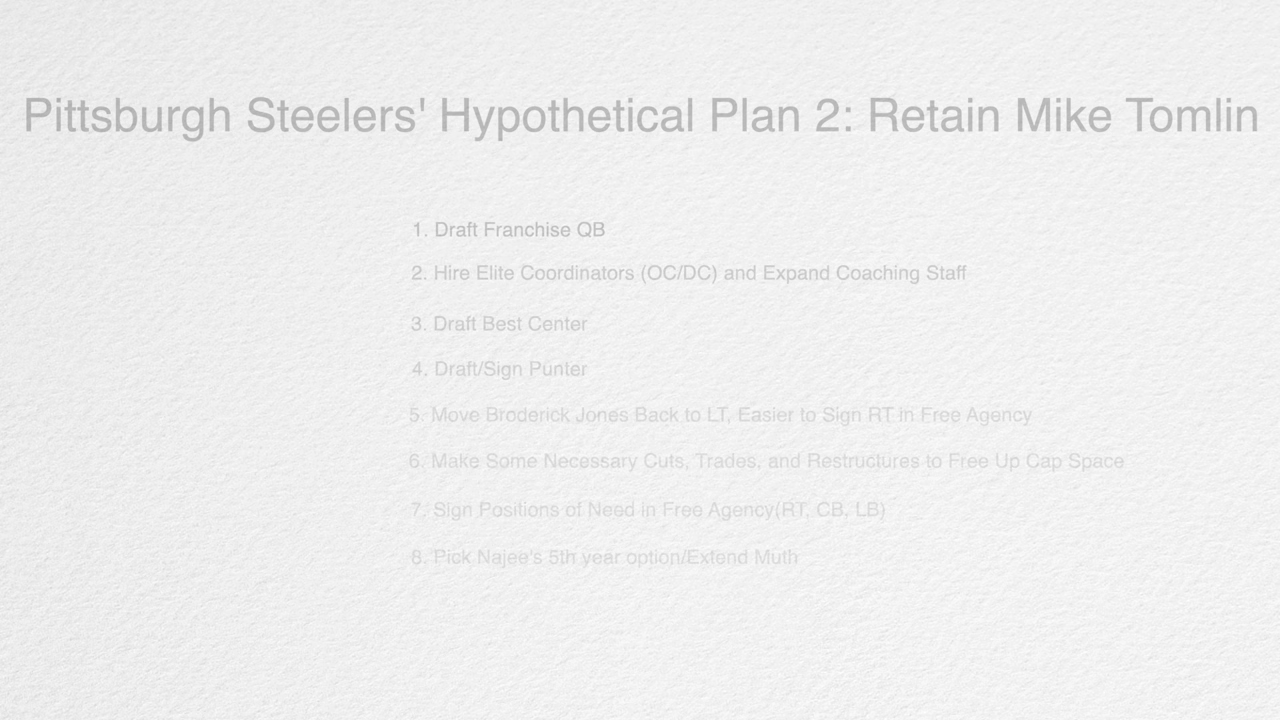 Pittsburgh Steelers' Hypothetical Plan 2: Retain Mike Tomlin
1. Draft Franchise QB
2. Hire Elite Coordinators (OC/DC) and Expand Coaching Staff
3. Draft Best Center
4. Draft/Sign Punter
5. Move Broderick Jones Back to LT, Easier to Sign RT in Free Agency
6. Make Some Necessary Cuts, Trades, and Restructures to Free Up Cap Space
7. Sign Positions of Need in Free Agency(RT, CB, LB)
8. Pick Najee's 5th year option/Extend Muth